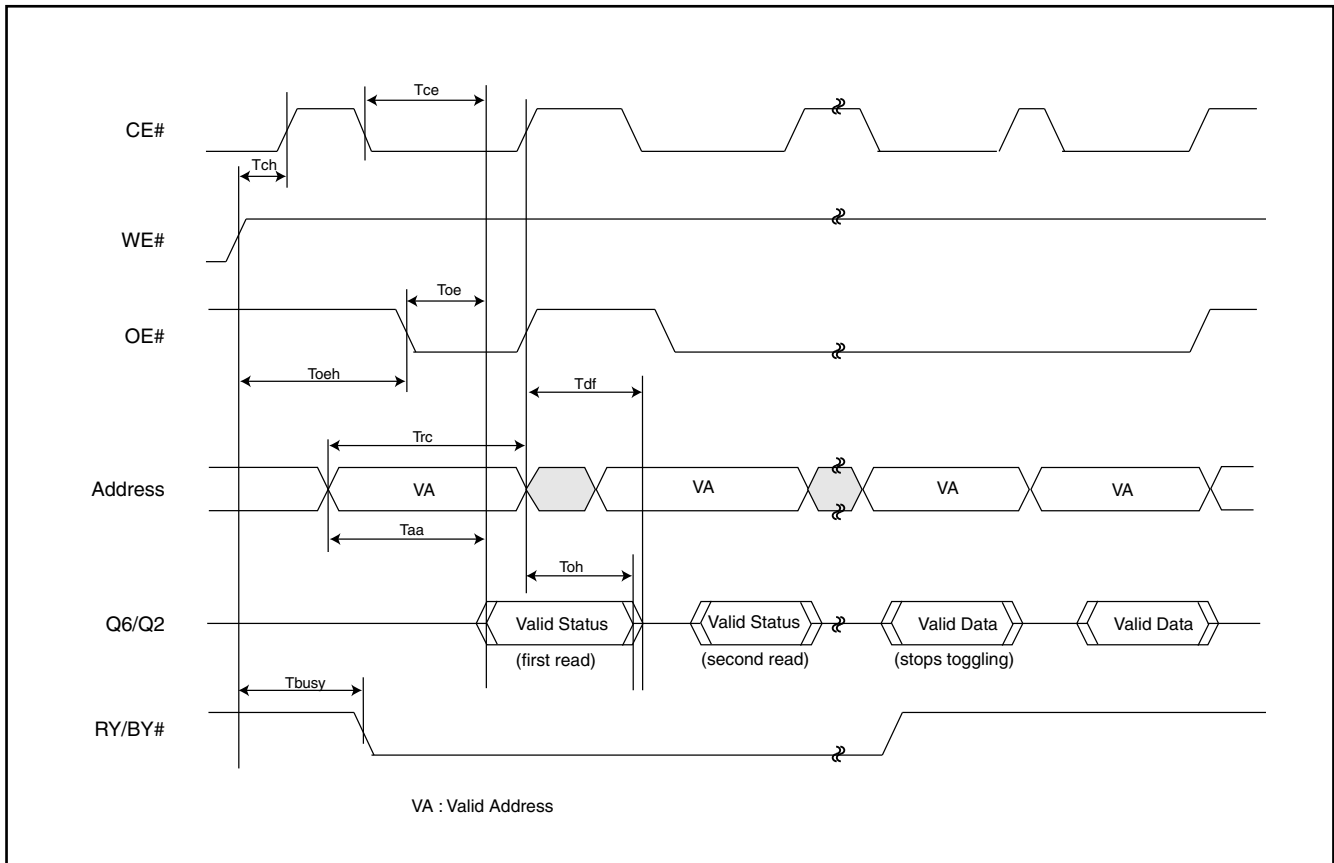 Tce
CE#
Tch
WE#
Toe
OE#
Toeh
Tdf
Trc
Address
VA
VA
VA
VA
Taa
Toh
Q6/Q2
Valid Status
Valid Status
Valid Data
Valid Data
(first read)
(second read)
(stops toggling)
Tbusy
RY/BY#
VA : Valid Address